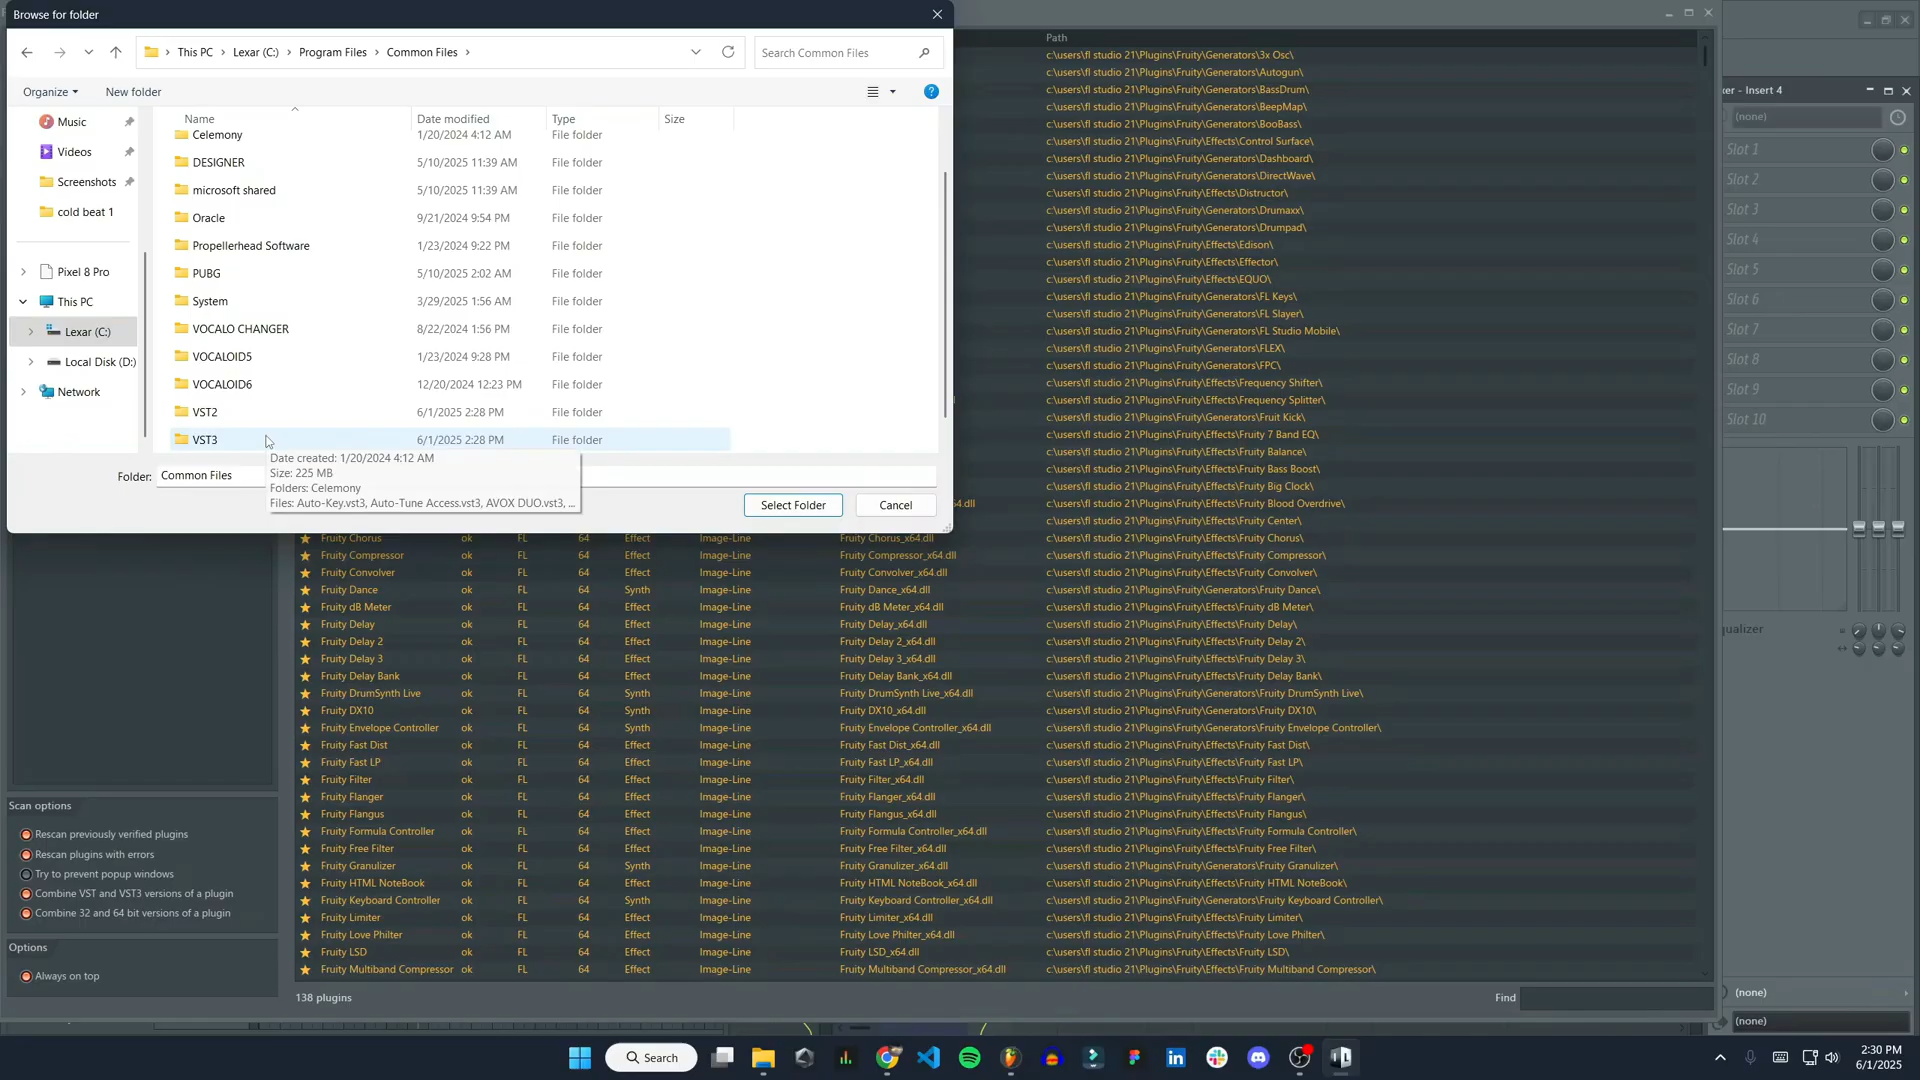 Browse for folder
This PC > Lexar (C:) > Program Files > Common Files >
Search Common Files
Organize
New folder
Music
Videos
Screenshots
cold beat 1
Pixel 8 Pro
This PC
Lexar (C:)
Local Disk (D:)
Network
Name Date modified Type Size
Celemony 1/20/2024 4:12 AM File folder
DESIGNER 5/10/2025 11:39 AM File folder
microsoft shared 5/10/2025 11:39 AM File folder
Oracle 9/21/2024 9:54 PM File folder
Propellerhead Software 1/23/2024 9:22 PM File folder
PUBG 5/10/2025 2:02 AM File folder
System 3/29/2025 1:56 AM File folder
VOCALO CHANGER 8/22/2024 1:56 PM File folder
VOCALOID5 1/23/2024 9:28 PM File folder
VOCALOID6 12/20/2024 12:23 PM File folder
VST2 6/1/2025 2:28 PM File folder
VST3 6/1/2025 2:28 PM File folder
Date created: 1/20/2024 4:12 AM
Size: 225 MB
Folders: Celemony
Files: Auto-Key.vst3, Auto-Tune Access.vst3, AVOX DUO.vst3, ...
Folder: Common Files
Select Folder
Cancel
Path
c:\users\fl studio 21\Plugins\Fruity\Generators\3x Osc\
c:\users\fl studio 21\Plugins\Fruity\Generators\Autogun\
c:\users\fl studio 21\Plugins\Fruity\Generators\BassDrum\
c:\users\fl studio 21\Plugins\Fruity\Generators\BeepMap\
c:\users\fl studio 21\Plugins\Fruity\Generators\BooBass\
c:\users\fl studio 21\Plugins\Fruity\Effects\Control Surface\
c:\users\fl studio 21\Plugins\Fruity\Generators\Dashboard\
c:\users\fl studio 21\Plugins\Fruity\Generators\DirectWave\
c:\users\fl studio 21\Plugins\Fruity\Effects\Distructor\
c:\users\fl studio 21\Plugins\Fruity\Generators\Drumaxx\
c:\users\fl studio 21\Plugins\Fruity\Generators\Drumpad\
c:\users\fl studio 21\Plugins\Fruity\Effects\Edison\
c:\users\fl studio 21\Plugins\Fruity\Effects\Effector\
c:\users\fl studio 21\Plugins\Fruity\Effects\EQUO\
c:\users\fl studio 21\Plugins\Fruity\Generators\FL Keys\
c:\users\fl studio 21\Plugins\Fruity\Generators\FL Slayer\
c:\users\fl studio 21\Plugins\Fruity\Generators\FL Studio Mobile\
c:\users\fl studio 21\Plugins\Fruity\Generators\FLEX\
c:\users\fl studio 21\Plugins\Fruity\Generators\FPC\
c:\users\fl studio 21\Plugins\Fruity\Effects\Frequency Shifter\
c:\users\fl studio 21\Plugins\Fruity\Effects\Frequency Splitter\
c:\users\fl studio 21\Plugins\Fruity\Generators\Fruit Kick\
c:\users\fl studio 21\Plugins\Fruity\Effects\Fruity 7 Band EQ\
c:\users\fl studio 21\Plugins\Fruity\Effects\Fruity Balance\
c:\users\fl studio 21\Plugins\Fruity\Effects\Fruity Bass Boost\
c:\users\fl studio 21\Plugins\Fruity\Effects\Fruity Big Clock\
4.dll c:\users\fl studio 21\Plugins\Fruity\Effects\Fruity Blood Overdrive\
c:\users\fl studio 21\Plugins\Fruity\Effects\Fruity Center\
Fruity Chorus ok FL 64 Effect Image-Line Fruity Chorus_x64.dll c:\users\fl studio 21\Plugins\Fruity\Effects\Fruity Chorus\
Fruity Compressor ok FL 64 Effect Image-Line Fruity Compressor_x64.dll c:\users\fl studio 21\Plugins\Fruity\Effects\Fruity Compressor\
Fruity Convolver ok FL 64 Effect Image-Line Fruity Convolver_x64.dll c:\users\fl studio 21\Plugins\Fruity\Effects\Fruity Convolver\
Fruity Dance ok FL 64 Synth Image-Line Fruity Dance_x64.dll c:\users\fl studio 21\Plugins\Fruity\Generators\Fruity Dance\
Fruity dB Meter ok FL 64 Effect Image-Line Fruity dB Meter_x64.dll c:\users\fl studio 21\Plugins\Fruity\Effects\Fruity dB Meter\
Fruity Delay ok FL 64 Effect Image-Line Fruity Delay_x64.dll c:\users\fl studio 21\Plugins\Fruity\Effects\Fruity Delay\
Fruity Delay 2 ok FL 64 Effect Image-Line Fruity Delay 2_x64.dll c:\users\fl studio 21\Plugins\Fruity\Effects\Fruity Delay 2\
Fruity Delay 3 ok FL 64 Effect Image-Line Fruity Delay 3_x64.dll c:\users\fl studio 21\Plugins\Fruity\Effects\Fruity Delay 3\
Fruity Delay Bank ok FL 64 Effect Image-Line Fruity Delay Bank_x64.dll c:\users\fl studio 21\Plugins\Fruity\Effects\Fruity Delay Bank\
Fruity DrumSynth Live ok FL 64 Synth Image-Line Fruity DrumSynth Live_x64.dll c:\users\fl studio 21\Plugins\Fruity\Generators\Fruity DrumSynth Live\
Fruity DX10 ok FL 64 Synth Image-Line Fruity DX10_x64.dll c:\users\fl studio 21\Plugins\Fruity\Generators\Fruity DX10\
Fruity Envelope Controller ok FL 64 Synth Image-Line Fruity Envelope Controller_x64.dll c:\users\fl studio 21\Plugins\Fruity\Generators\Fruity Envelope Controller\
Fruity Fast Dist ok FL 64 Effect Image-Line Fruity Fast Dist_x64.dll c:\users\fl studio 21\Plugins\Fruity\Effects\Fruity Fast Dist\
Fruity Fast LP ok FL 64 Effect Image-Line Fruity Fast LP_x64.dll c:\users\fl studio 21\Plugins\Fruity\Effects\Fruity Fast LP\
Fruity Filter ok FL 64 Effect Image-Line Fruity Filter_x64.dll c:\users\fl studio 21\Plugins\Fruity\Effects\Fruity Filter\
Fruity Flanger ok FL 64 Effect Image-Line Fruity Flanger_x64.dll c:\users\fl studio 21\Plugins\Fruity\Effects\Fruity Flanger\
Fruity Flangus ok FL 64 Effect Image-Line Fruity Flangus_x64.dll c:\users\fl studio 21\Plugins\Fruity\Effects\Fruity Flangus\
Fruity Formula Controller ok FL 64 Effect Image-Line Fruity Formula Controller_x64.dll c:\users\fl studio 21\Plugins\Fruity\Effects\Fruity Formula Controller\
Fruity Free Filter ok FL 64 Effect Image-Line Fruity Free Filter_x64.dll c:\users\fl studio 21\Plugins\Fruity\Effects\Fruity Free Filter\
Fruity Granulizer ok FL 64 Synth Image-Line Fruity Granulizer_x64.dll c:\users\fl studio 21\Plugins\Fruity\Generators\Fruity Granulizer\
Fruity HTML NoteBook ok FL 64 Effect Image-Line Fruity HTML NoteBook_x64.dll c:\users\fl studio 21\Plugins\Fruity\Effects\Fruity HTML NoteBook\
Fruity Keyboard Controller ok FL 64 Synth Image-Line Fruity Keyboard Controller_x64.dll c:\users\fl studio 21\Plugins\Fruity\Generators\Fruity Keyboard Controller\
Fruity Limiter ok FL 64 Effect Image-Line Fruity Limiter_x64.dll c:\users\fl studio 21\Plugins\Fruity\Effects\Fruity Limiter\
Fruity Love Philter ok FL 64 Effect Image-Line Fruity Love Philter_x64.dll c:\users\fl studio 21\Plugins\Fruity\Effects\Fruity Love Philter\
Fruity LSD ok FL 64 Effect Image-Line Fruity LSD_x64.dll c:\users\fl studio 21\Plugins\Fruity\Effects\Fruity LSD\
Fruity Multiband Compressor ok FL 64 Effect Image-Line Fruity Multiband Compressor_x64.dll c:\users\fl studio 21\Plugins\Fruity\Effects\Fruity Multiband Compressor\
138 plugins
Find
Scan options
Rescan previously verified plugins
Rescan plugins with errors
Try to prevent popup windows
Combine VST and VST3 versions of a plugin
Combine 32 and 64 bit versions of a plugin
Options
Always on top
er - Insert 4
(none)
Slot 1
Slot 2
Slot 3
Slot 4
Slot 5
Slot 6
Slot 7
Slot 8
Slot 9
Slot 10
qualizer
(none)
(none)
Search
2:30 PM
6/1/2025